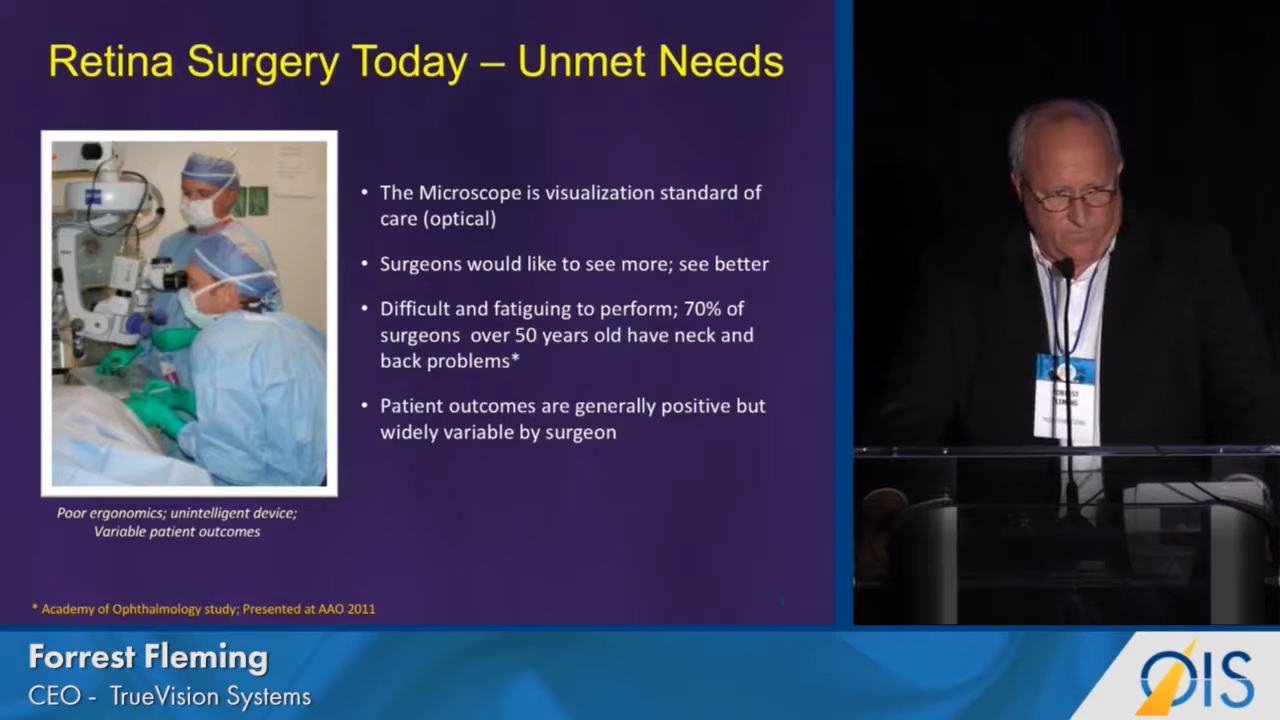 Retina Surgery Today – Unmet Needs
• The Microscope is visualization standard of
care (optical)
• Surgeons would like to see more; see better
• Difficult and fatiguing to perform; 70% of
surgeons over 50 years old have neck and
back problems*
• Patient outcomes are generally positive but
widely variable by surgeon
Poor ergonomics; unintelligent device;
Variable patient outcomes
* Academy of Ophthalmology study; Presented at AAO 2011
FLEMING
Forrest Fleming
CEO - TrueVision Systems
OIS